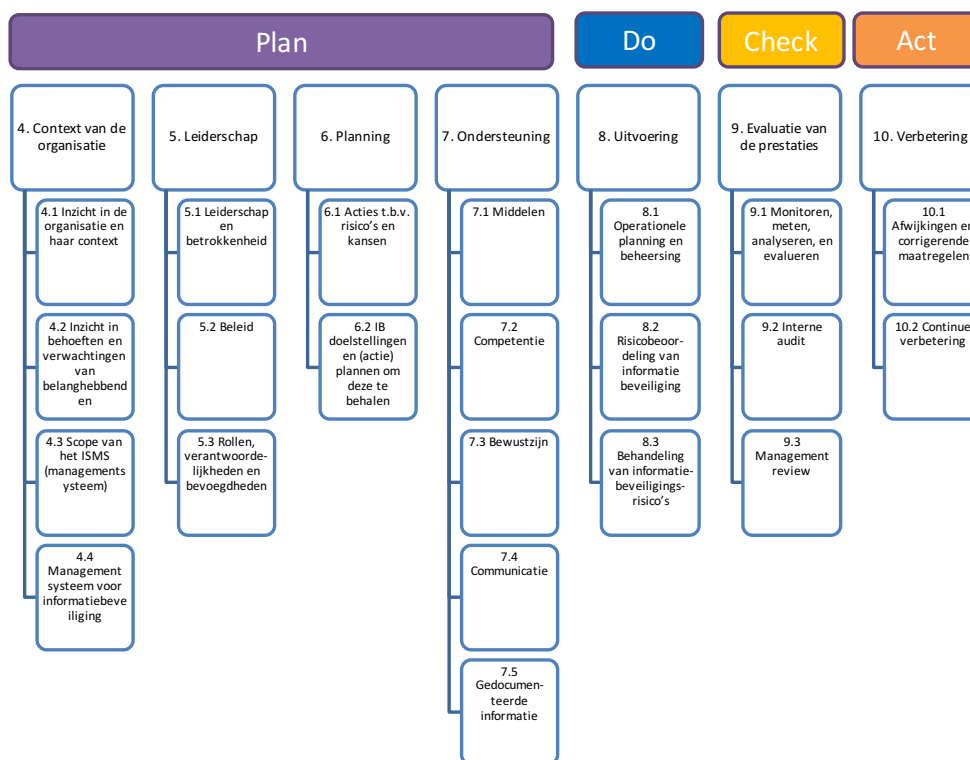 Plan
Do
Check
Act
4. Context van de
organisatie
5. Leiderschap
6. Planning
7. Ondersteuning
8. Uitvoering
9. Evaluatie van
de prestaties
10. Verbetering
4.1 Inzicht in de
organisatie en
haar context
4.2 Inzicht in
behoeften en
verwachtingen
van
belanghebbend
en
4.3 Scope van
het ISMS
(managements
ysteem)
4.4
Management
systeem voor
informatiebeve
iliging
5.1 Leiderschap
en
betrokkenheid
5.2 Beleid
5.3 Rollen,
verantwoorde-
lijkheden en
bevoegdheden
6.1 Acties t.b.v.
risico's en
kansen
6.2 IB
doelstellingen
en (actie)
plannen om
deze te
behalen
7.1 Middelen
7.2
Competentie
7.3 Bewustzijn
7.4
Communicatie
7.5
Gedocumen-
teerde
informatie
8.1
Operationele
planning en
beheersing
8.2
Risicobeoor-
deling van
informatie
beveiliging
8.3
Behandeling
van informatie-
beveiligings-
risico's
9.1 Monitoren,
meten,
analyseren, en
evalueren
9.2 Interne
audit
9.3
Management
review
10.1
Afwijkingen en
corrigerende
maatregelen
10.2 Continue
verbetering